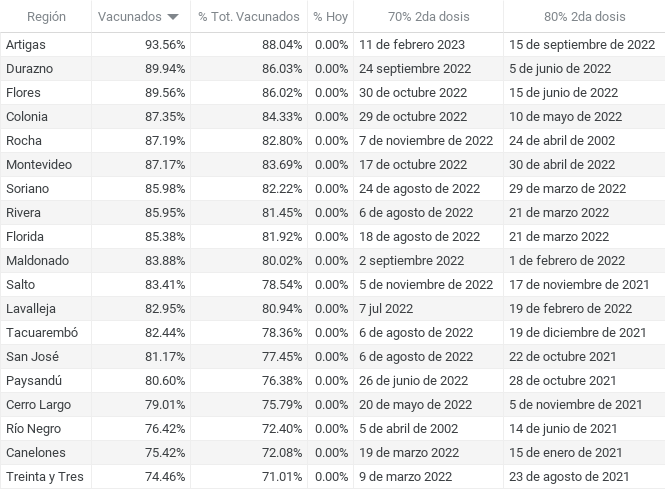 Región Vacunados % Tot. Vacunados % Hoy 70% 2da dosis 80% 2da dosis
Artigas 93.56% 88.04% 0.00% 11 de febrero 2023 15 de septiembre de 2022
Durazno 89.94% 86.03% 0.00% 24 septiembre 2022 5 de junio de 2022
Flores 89.56% 86.02% 0.00% 30 de octubre 2022 15 de junio de 2022
Colonia 87.35% 84.33% 0.00% 29 de octubre 2022 10 de mayo de 2022
Rocha 87.19% 82.80% 0.00% 7 de noviembre de 2022 24 de abril de 2002
Montevideo 87.17% 83.69% 0.00% 17 de octubre 2022 30 de abril de 2022
Soriano 85.98% 82.22% 0.00% 24 de agosto de 2022 29 de marzo de 2022
Rivera 85.95% 81.45% 0.00% 6 de agosto de 2022 21 de marzo 2022
Florida 85.38% 81.92% 0.00% 18 de agosto de 2022 21 de marzo 2022
Maldonado 83.88% 80.02% 0.00% 2 septiembre 2022 1 de febrero de 2022
Salto 83.41% 78.54% 0.00% 5 de noviembre de 2022 17 de noviembre de 2021
Lavalleja 82.95% 80.94% 0.00% 7 jul 2022 19 de febrero de 2022
Tacuarembó 82.44% 78.36% 0.00% 6 de agosto de 2022 19 de diciembre de 2021
San José 81.17% 77.45% 0.00% 6 de agosto de 2022 22 de octubre 2021
Paysandú 80.60% 76.38% 0.00% 26 de junio de 2022 28 de octubre 2021
Cerro Largo 79.01% 75.79% 0.00% 20 de mayo de 2022 5 de noviembre de 2021
Río Negro 76.42% 72.40% 0.00% 5 de abril de 2002 14 de junio de 2021
Canelones 75.42% 72.08% 0.00% 19 de marzo de 2022 15 de enero de 2021
Treinta y Tres 74.46% 71.01% 0.00% 9 de marzo de 2022 23 de agosto de 2021